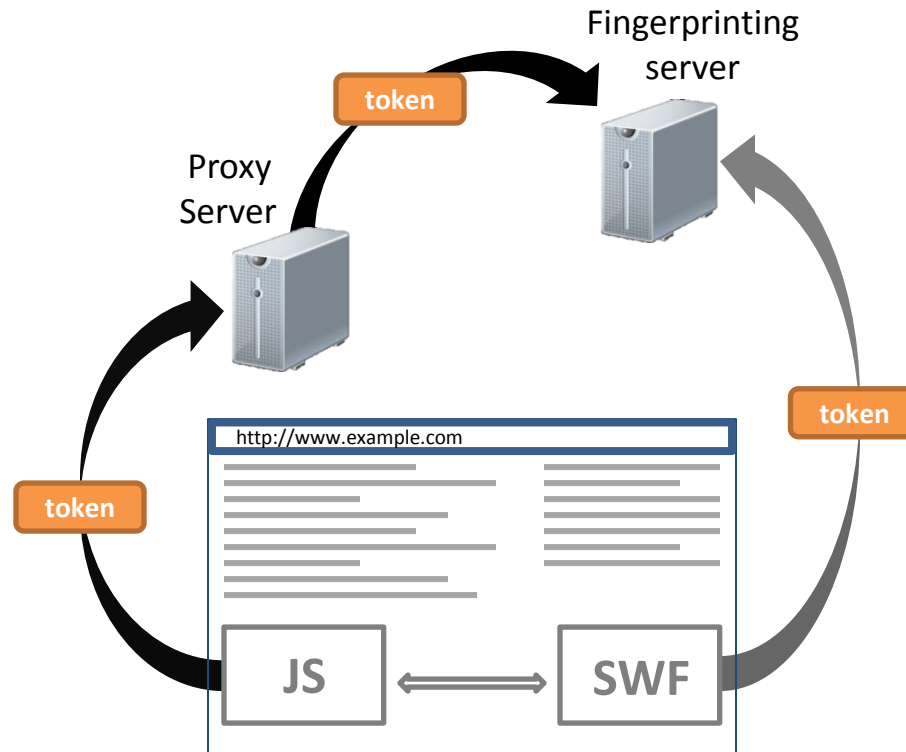 Fingerprinting
server
token
Proxy
Server
token
http://www.example.com
token
JS
SWF